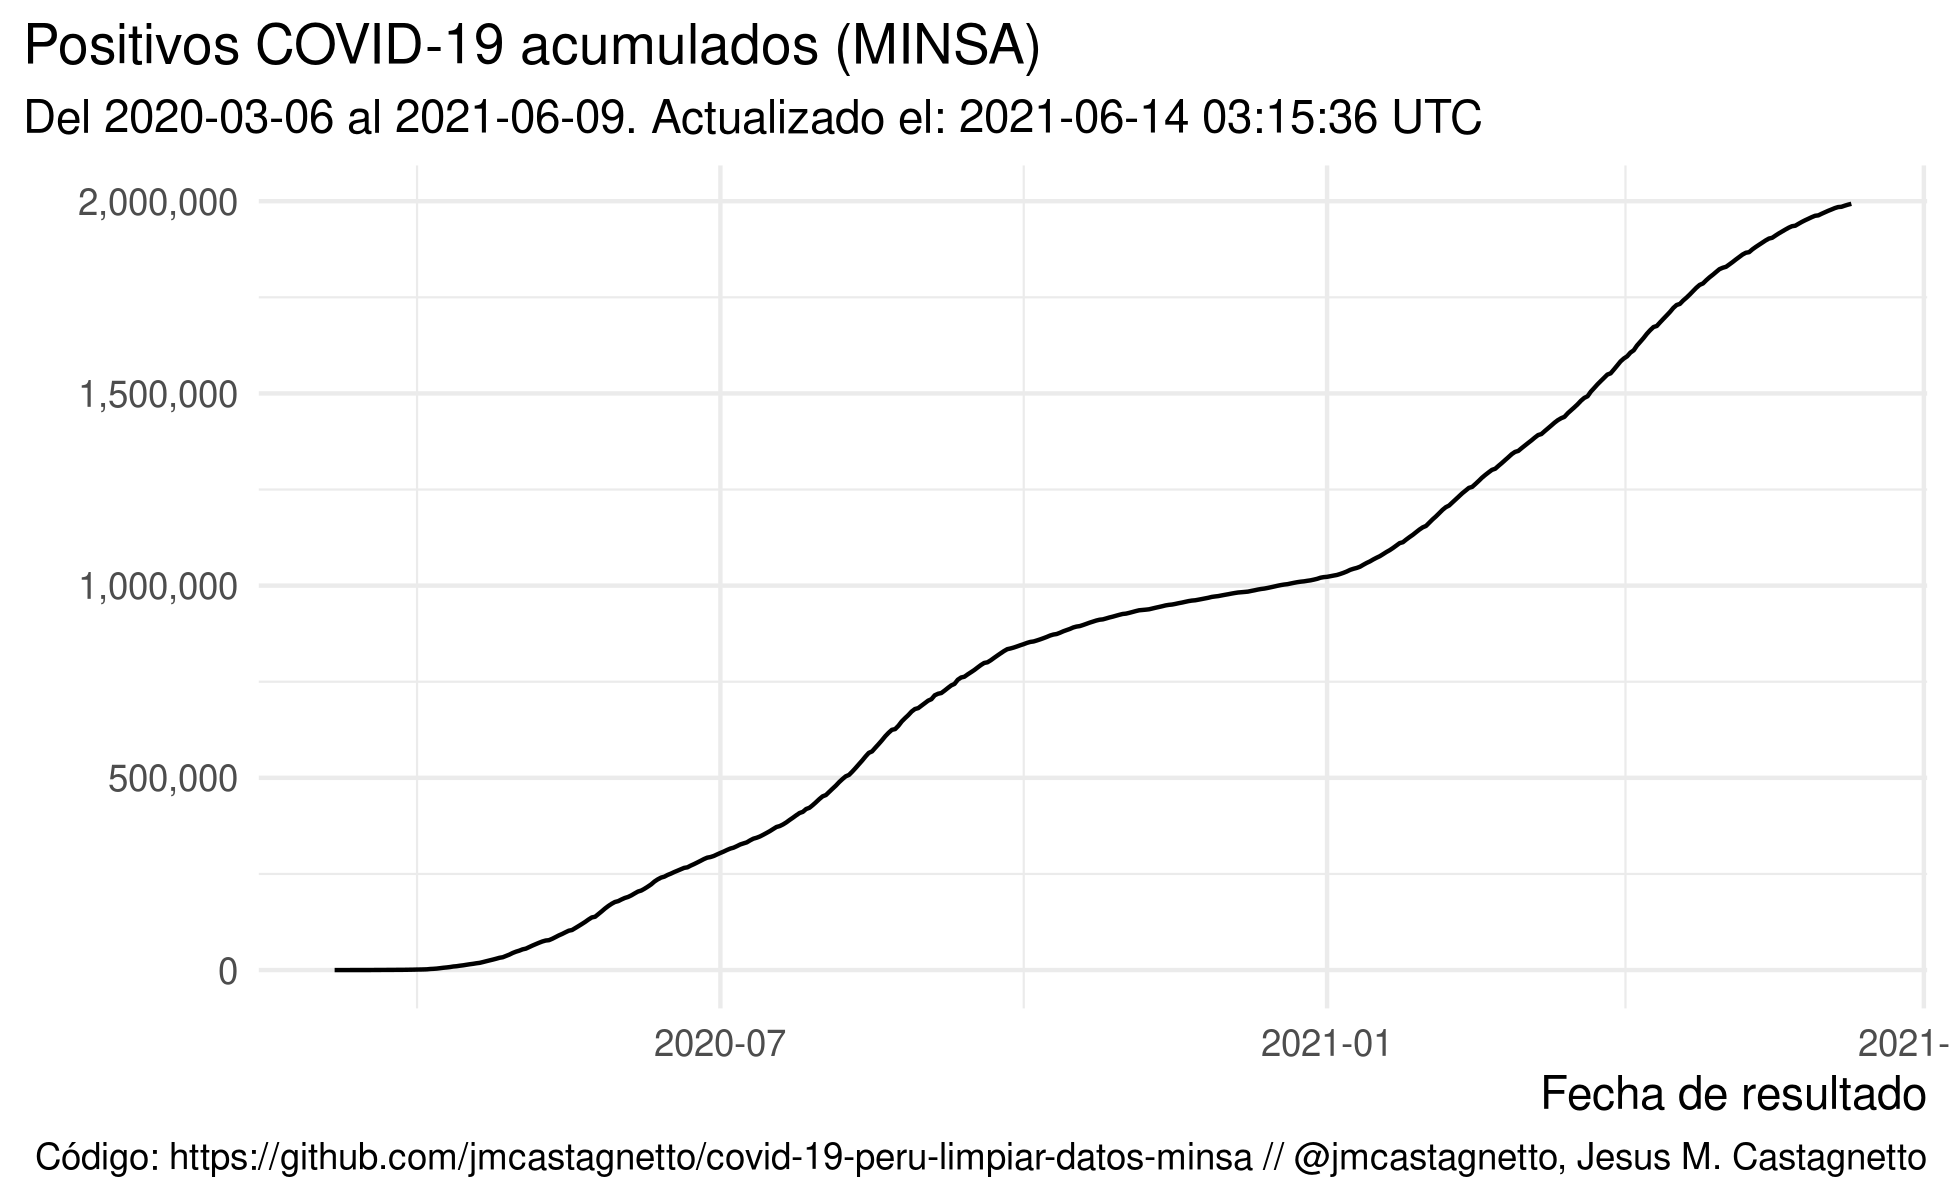 Positivos COVID-19 acumulados (MINSA)
Del 2020-03-06 al 2021-06-09. Actualizado el: 2021-06-14 03:15:36 UTC
2,000,000
1,500,000
1,000,000
500,000
0
2020-07 2021-01 2021-
Fecha de resultado
Código: https://github.com/jmcastagnetto/covid-19-peru-limpiar-datos-minsa // @jmcastagnetto, Jesus M. Castagnetto